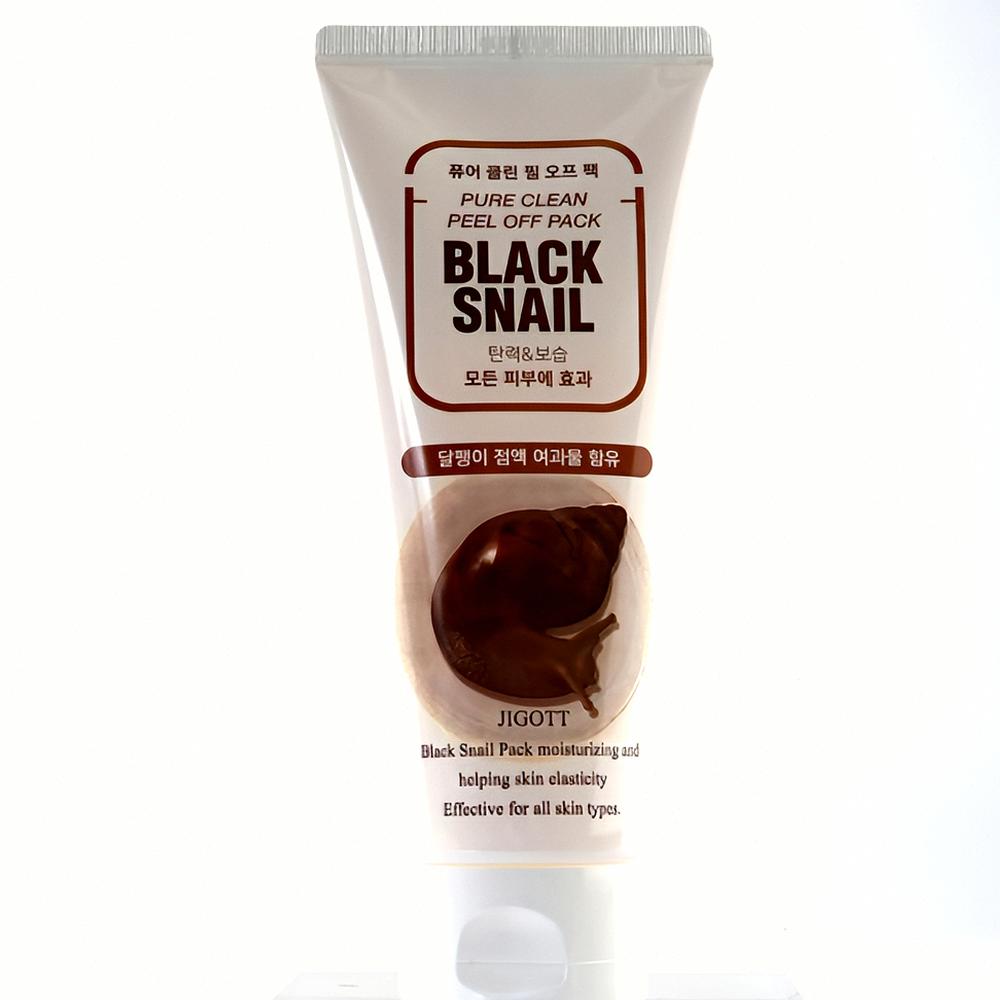 퓨어 클린 필 오프 팩
PURE CLEAN
PEEL OFF PACK
BLACK
SNAIL
탄력&보습
모든 피부에 효과
달팽이 점액 여과물 함유
JIGOTT
Black Snail Pack moisturizing and
helping skin elasticity
Effective for all skin types.